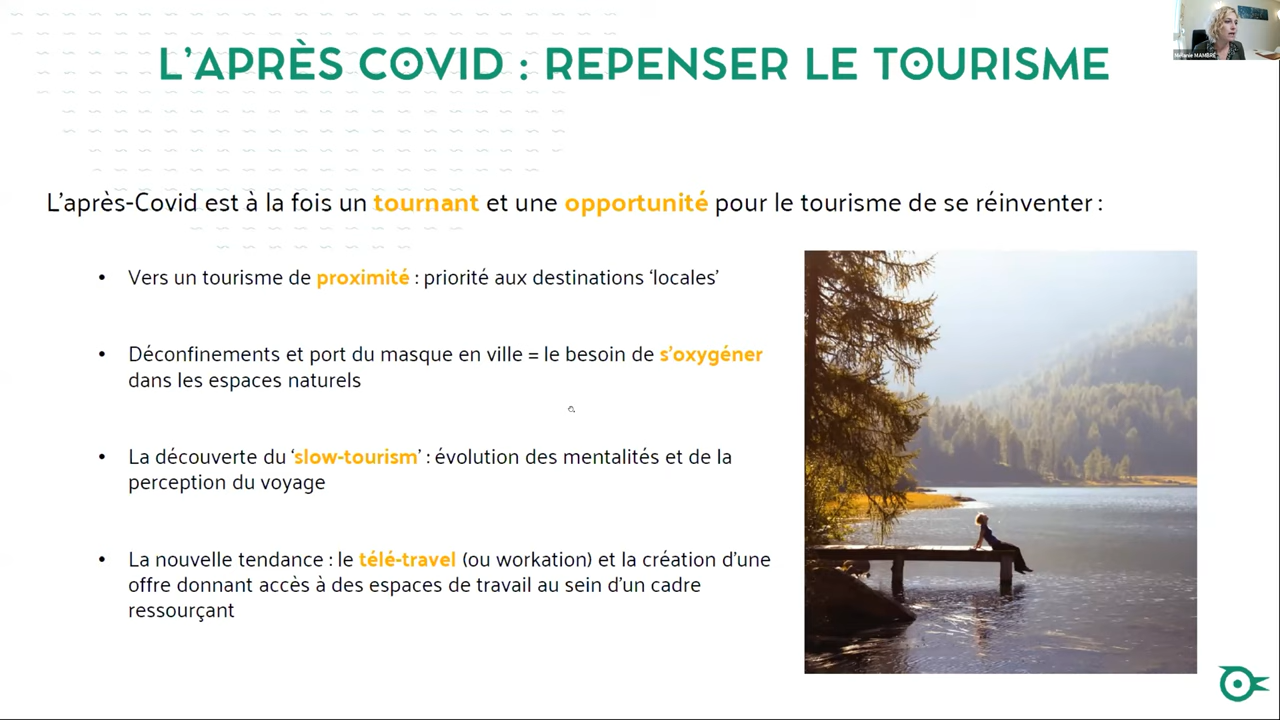 L'APRÈS COVID : REPENSER LE TOURISME
Mélanie MAMBRÉ
L'après-Covid est à la fois un tournant et une opportunité pour le tourisme de se réinventer :
• Vers un tourisme de proximité : priorité aux destinations 'locales'
• Déconfinements et port du masque en ville = le besoin de s'oxygéner
dans les espaces naturels
• La découverte du 'slow-tourism' : évolution des mentalités et de la
perception du voyage
• La nouvelle tendance : le télé-travel (ou workation) et la création d'une
offre donnant accès à des espaces de travail au sein d'un cadre
ressourçant